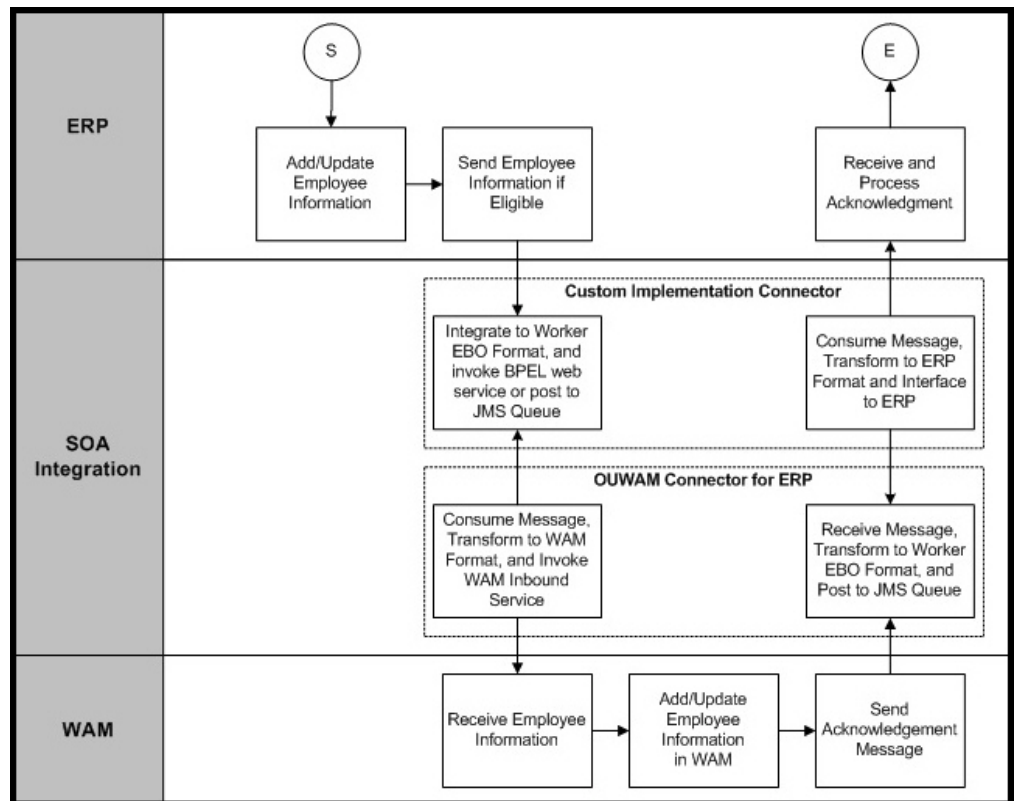 ERP
S
E
Add/Update
Employee
Information
Send Employee
Information if
Eligible
Receive and
Process
Acknowledgment
SOA
Integration
Custom Implementation Connector
Integrate to Worker
EBO Format, and
invoke BPEL web
service or post to
JMS Queue
Consume Message,
Transform to ERP
Format and Interface
to ERP
OUWAM Connector for ERP
Consume Message,
Transform to WAM
Format, and Invoke
WAM Inbound
Service
Receive Message,
Transform to Worker
EBO Format, and
Post to JMS Queue
WAM
Receive Employee
Information
Add/Update
Employee
Information
in WAM
Send
Acknowledgement
Message